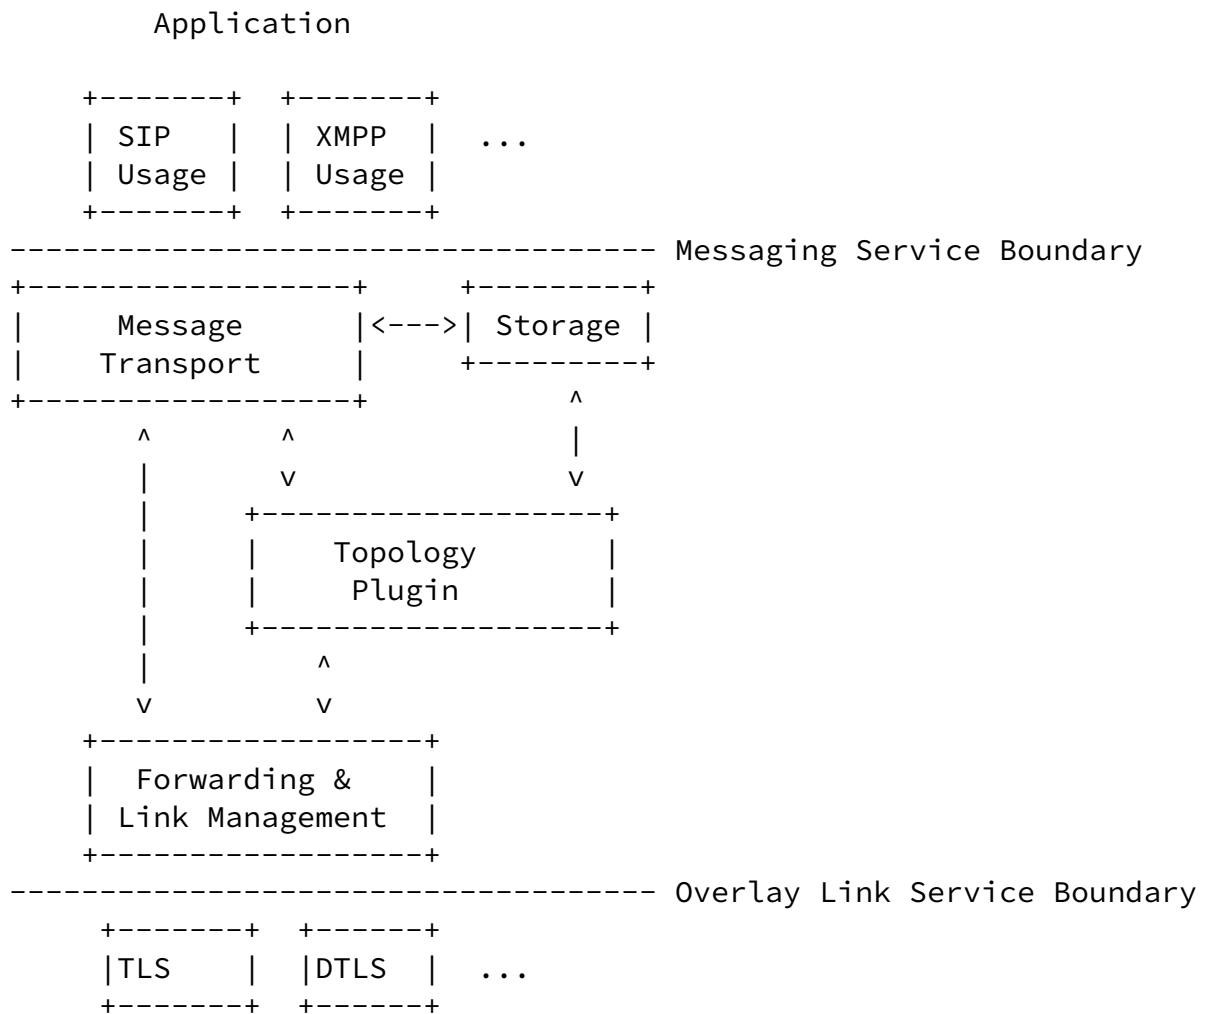 Application

        +-------+  +-------+
        | SIP   |  | XMPP  |  ...
        | Usage |  | Usage |
        +-------+  +-------+
    ------------------------------------ Messaging Service Boundary
    +------------------+     +---------+
    |     Message      |<--->| Storage |
    |    Transport     |     +---------+
    +------------------+           ^
           ^       ^               |
           |       v               v
           |     +-------------------+
           |     |    Topology       |
           |     |     Plugin        |
           |     +-------------------+
           |         ^
           v         v
        +------------------+
        |  Forwarding &    |
        | Link Management  |
        +------------------+
    ------------------------------------ Overlay Link Service Boundary
         +-------+  +------+
         |TLS    |  |DTLS  |  ...
         +-------+  +------+